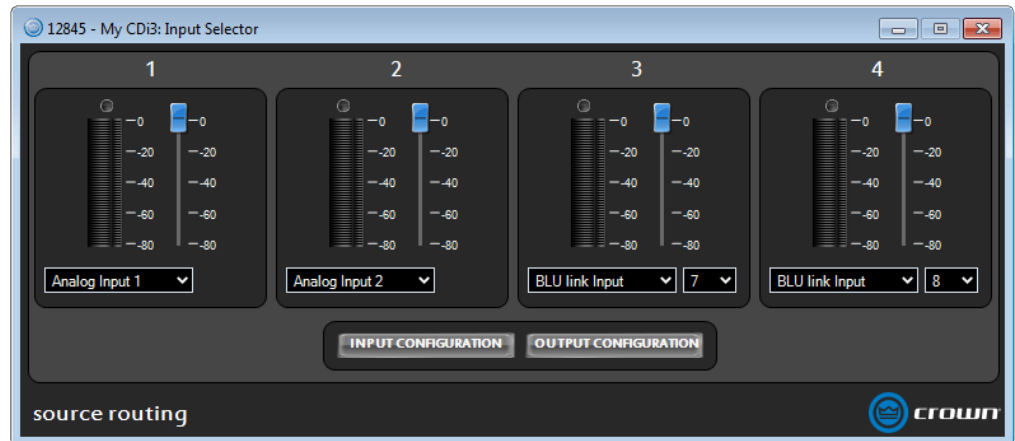 12845 - My CDi3: Input Selector
1 2 3 4
0 0 0 0 0 0 0 0
-20 -20 -20 -20 -20 -20 -20 -20
-40 -40 -40 -40 -40 -40 -40 -40
-60 -60 -60 -60 -60 -60 -60 -60
-80 -80 -80 -80 -80 -80 -80 -80
Analog Input 1 Analog Input 2 BLU link Input 7 BLU link Input 8
INPUT CONFIGURATION OUTPUT CONFIGURATION
source routing crown